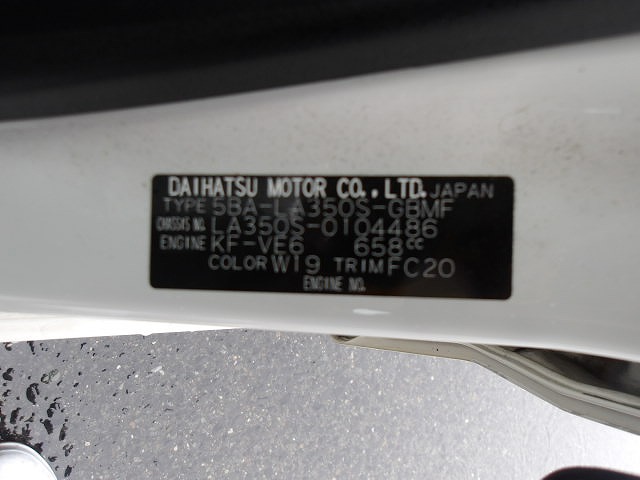 DAIHATSU MOTOR CO., LTD. JAPAN
TYPE 5BA-LA350S-GBMF
CHASSIS NO. LA350S-0104486
ENGINE KF-VE6 658cc
COLOR W19 TRIM FC20
ENGINE NO.